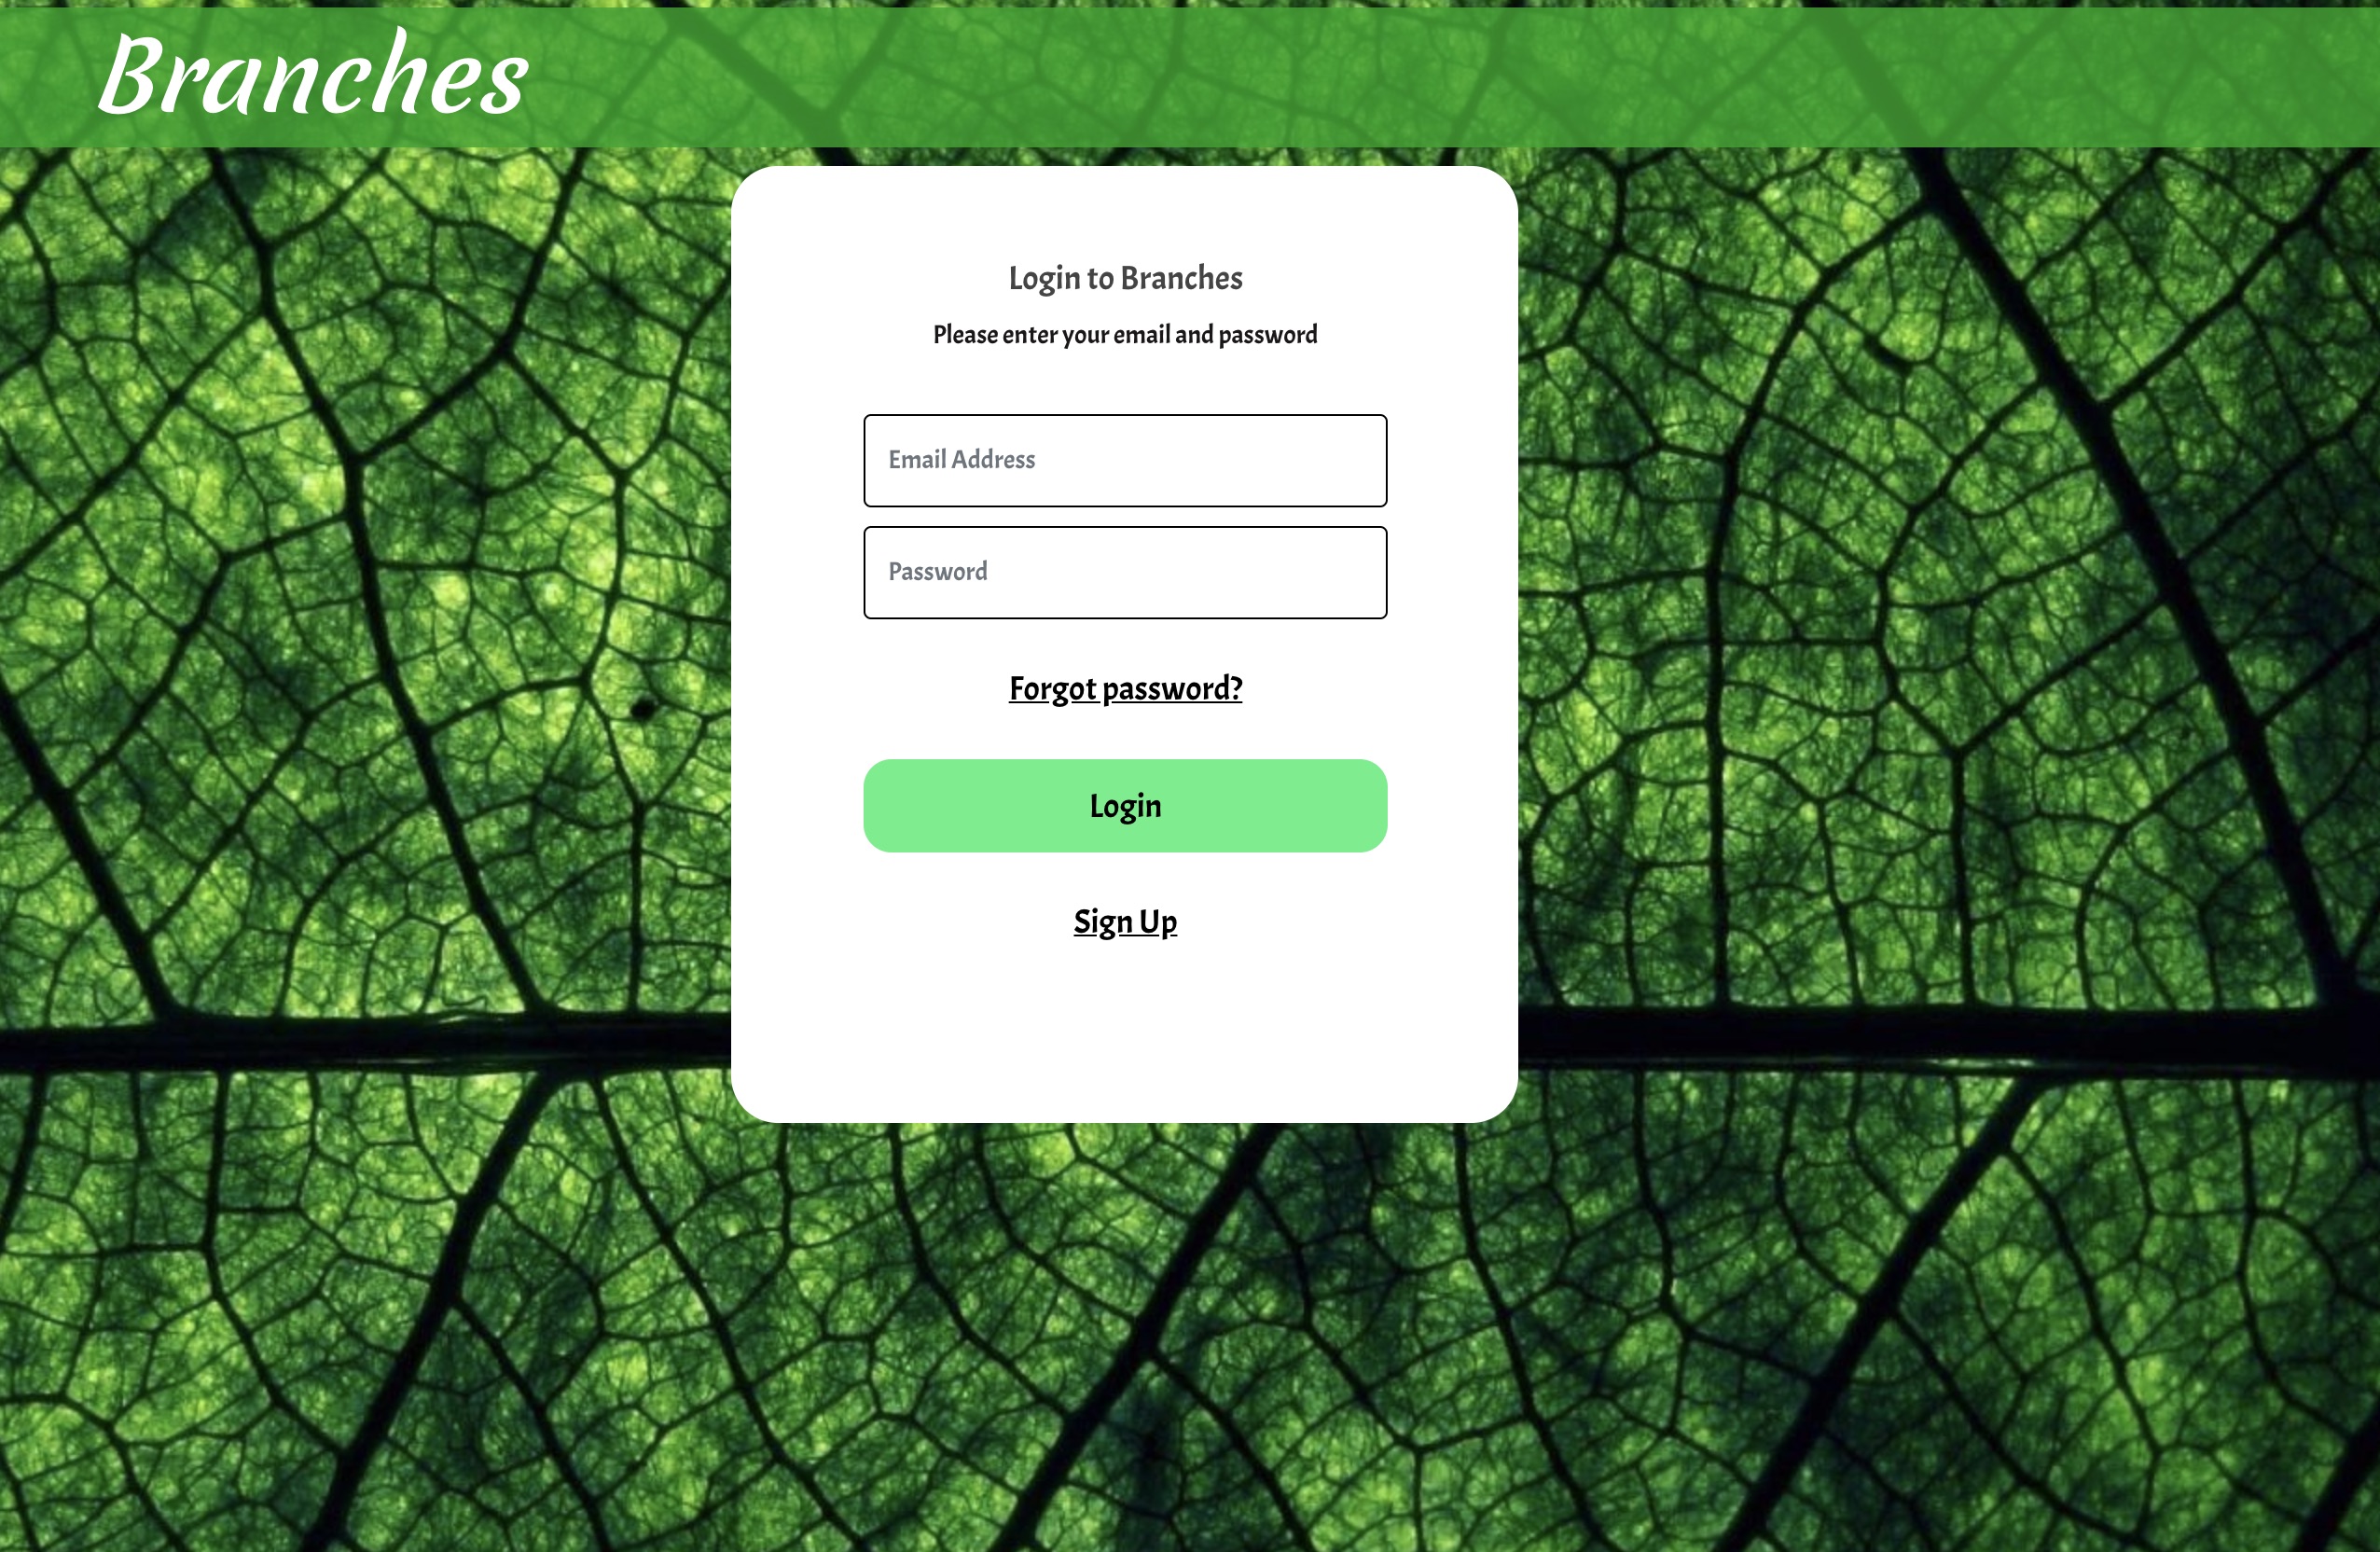 Branches
Login to Branches
Please enter your email and password
Email Address
Password
Forgot password?
Login
Sign Up